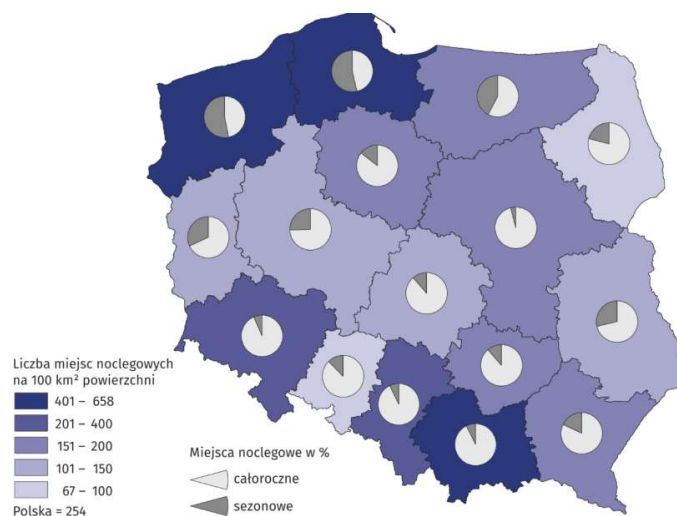 Liczba miejsc noclegowych
na 100 km² powierzchni
401 – 658
201 – 400
151 – 200
101 – 150
67 – 100
Polska = 254
Miejsca noclegowe w %
całoroczne
sezonowe